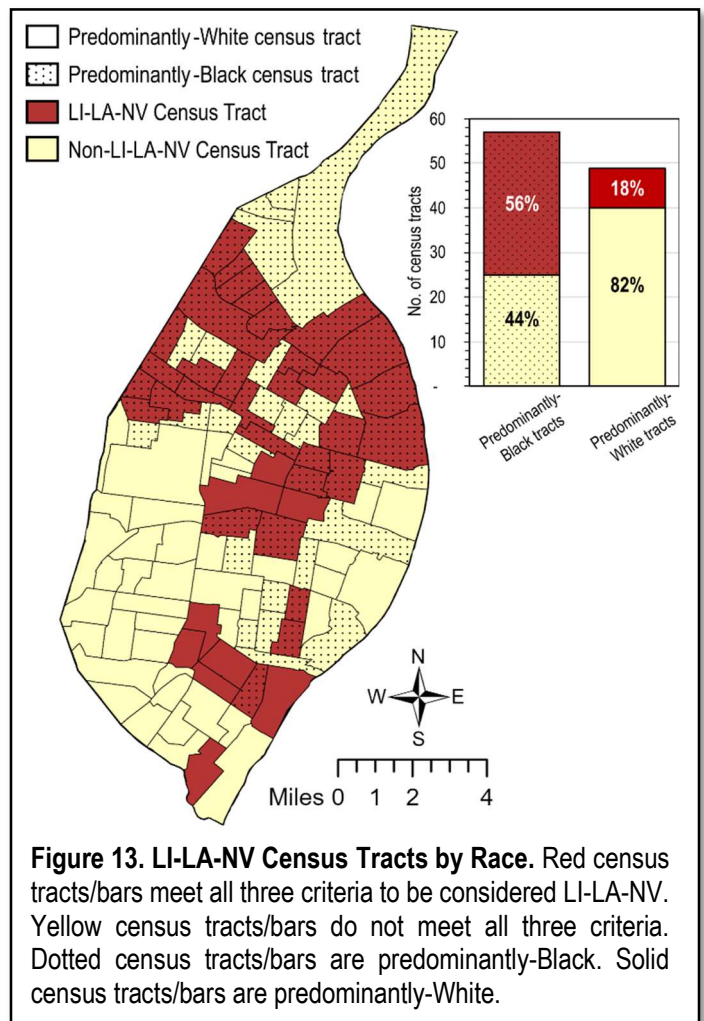 Predominantly-White census tract
Predominantly-Black census tract
LI-LA-NV Census Tract
Non-LI-LA-NV Census Tract
No. of census tracts
60
50
40
30
20
10
-
56%
44%
18%
82%
Predominantly-
Black tracts
Predominantly-
White tracts
N
W E
S
Miles 0 1 2 4
Figure 13. LI-LA-NV Census Tracts by Race. Red census
tracts/bars meet all three criteria to be considered LI-LA-NV.
Yellow census tracts/bars do not meet all three criteria.
Dotted census tracts/bars are predominantly-Black. Solid
census tracts/bars are predominantly-White.